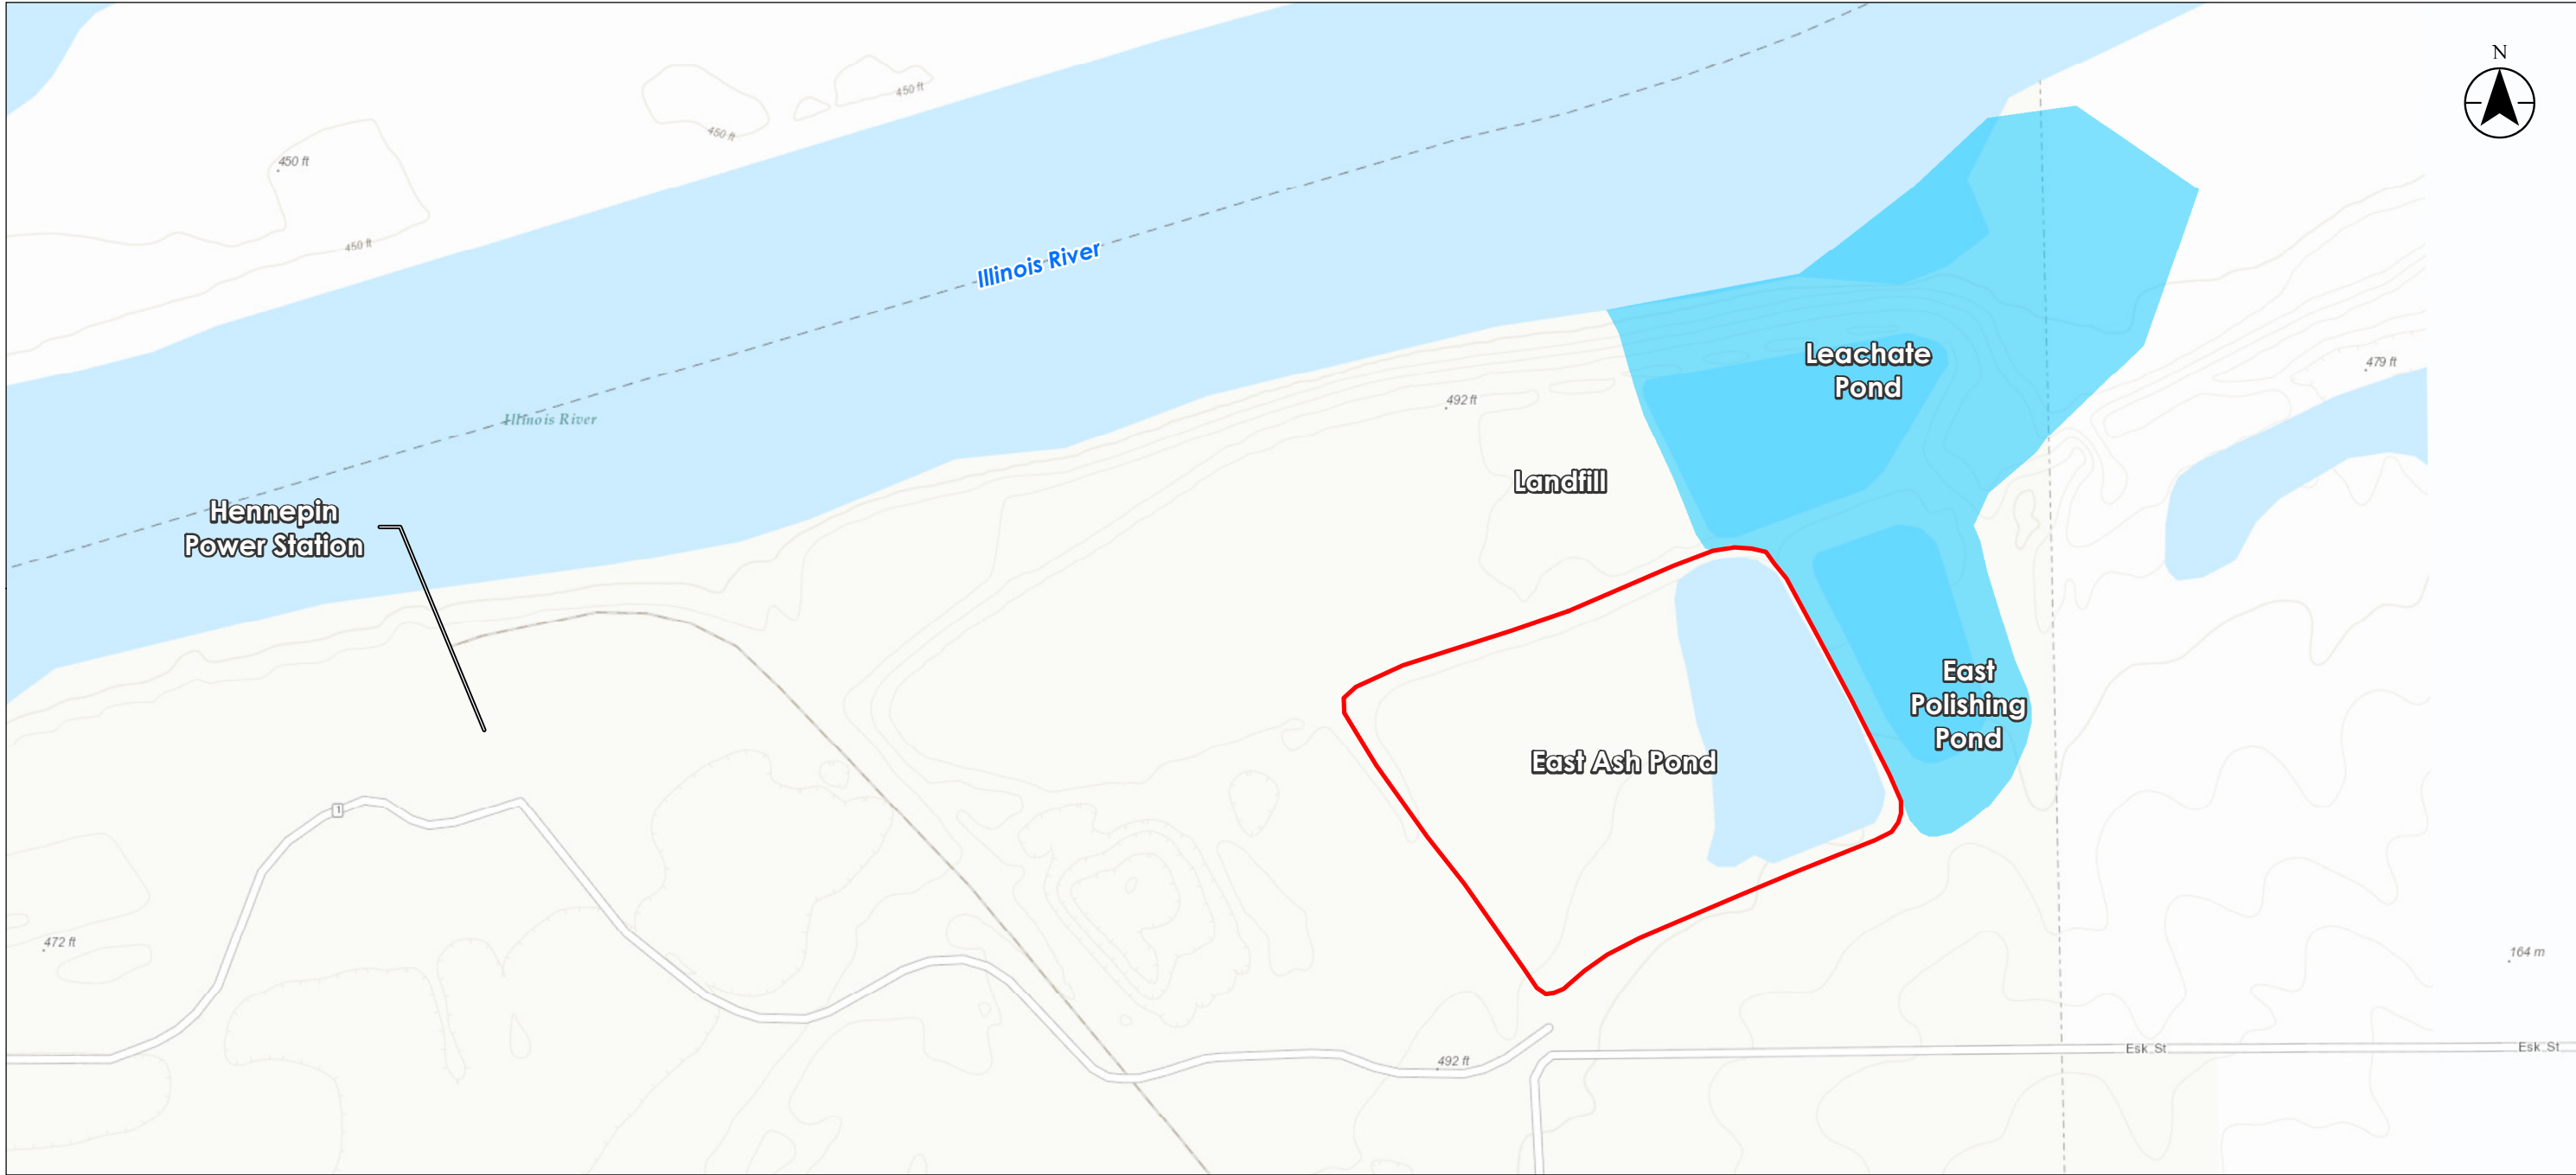 N
450 ft
450 ft
450 ft
450 ft
Illinois River
Leachate
Pond
479 ft
492 ft
Illinois River
Landfill
Hennepin
Power Station
East
Polishing
Pond
East Ash Pond
1
472 ft
164 m
Esk St
Esk St
492 ft